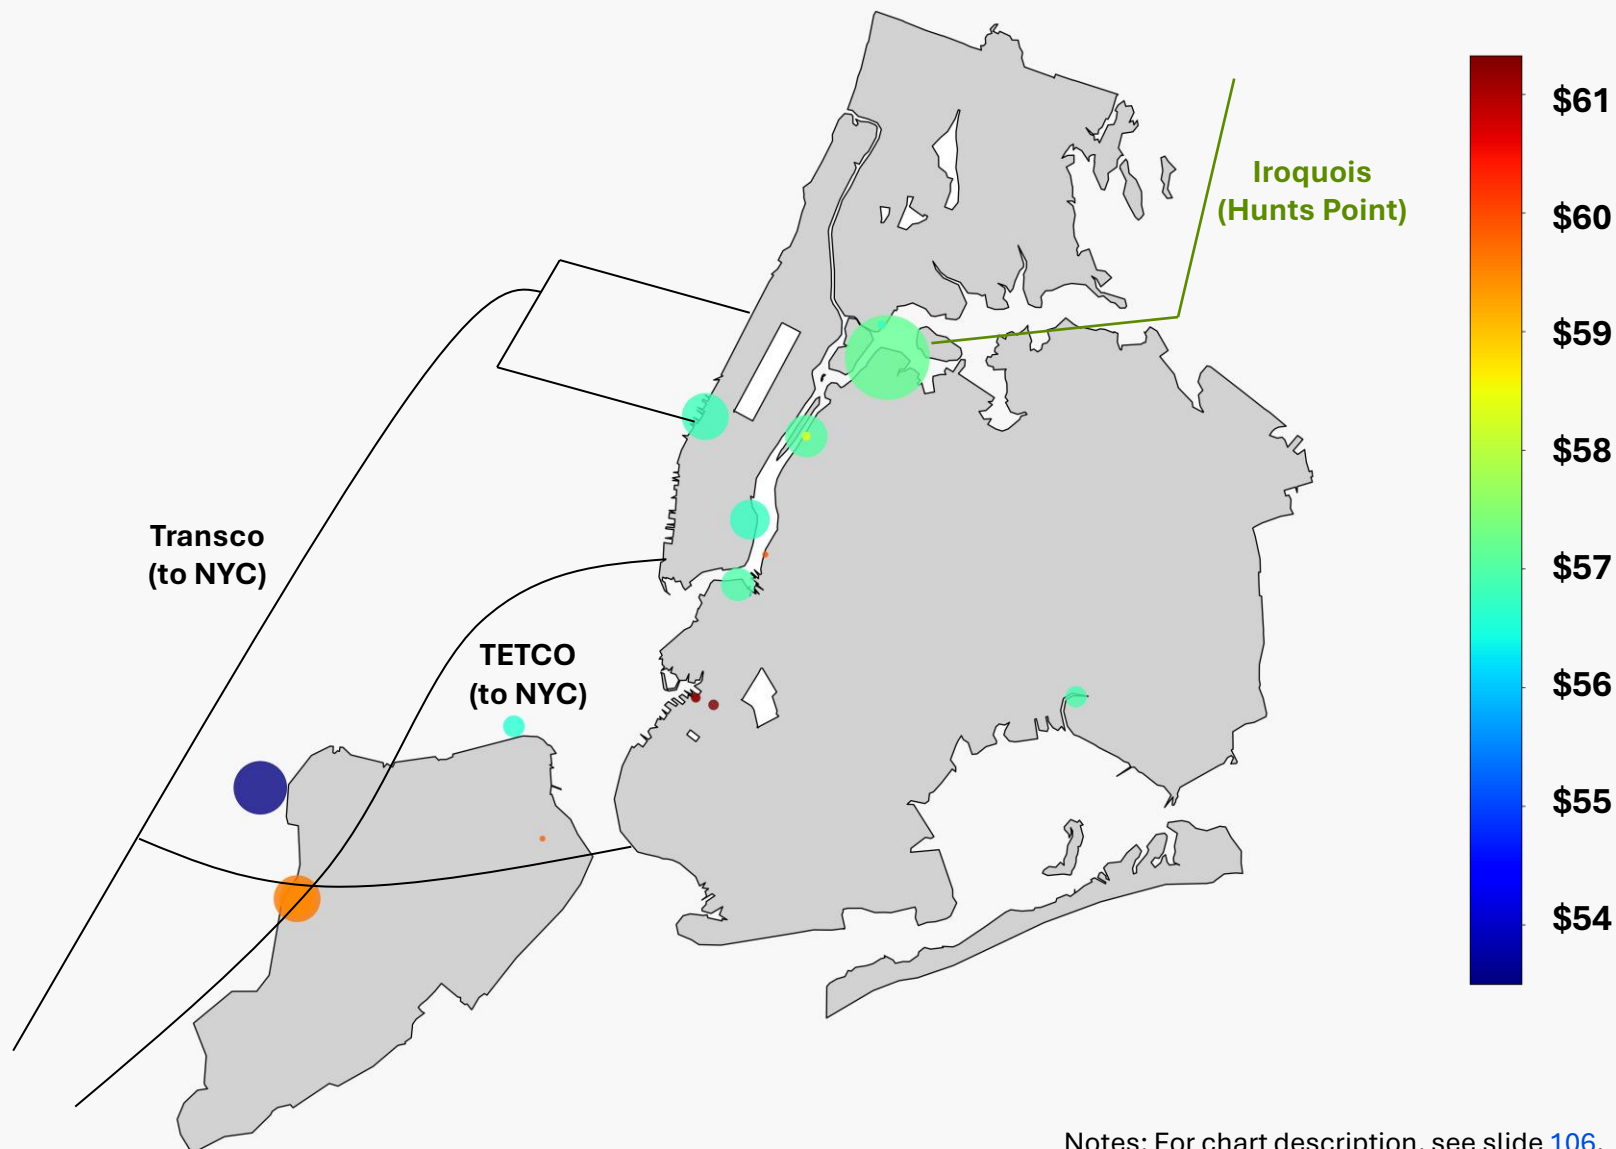 $61
Iroquois
(Hunts Point)
$60
$59
$58
Transco
(to NYC)
$57
TETCO
(to NYC)
$56
$55
$54
Notes: For chart description, see slide 106.